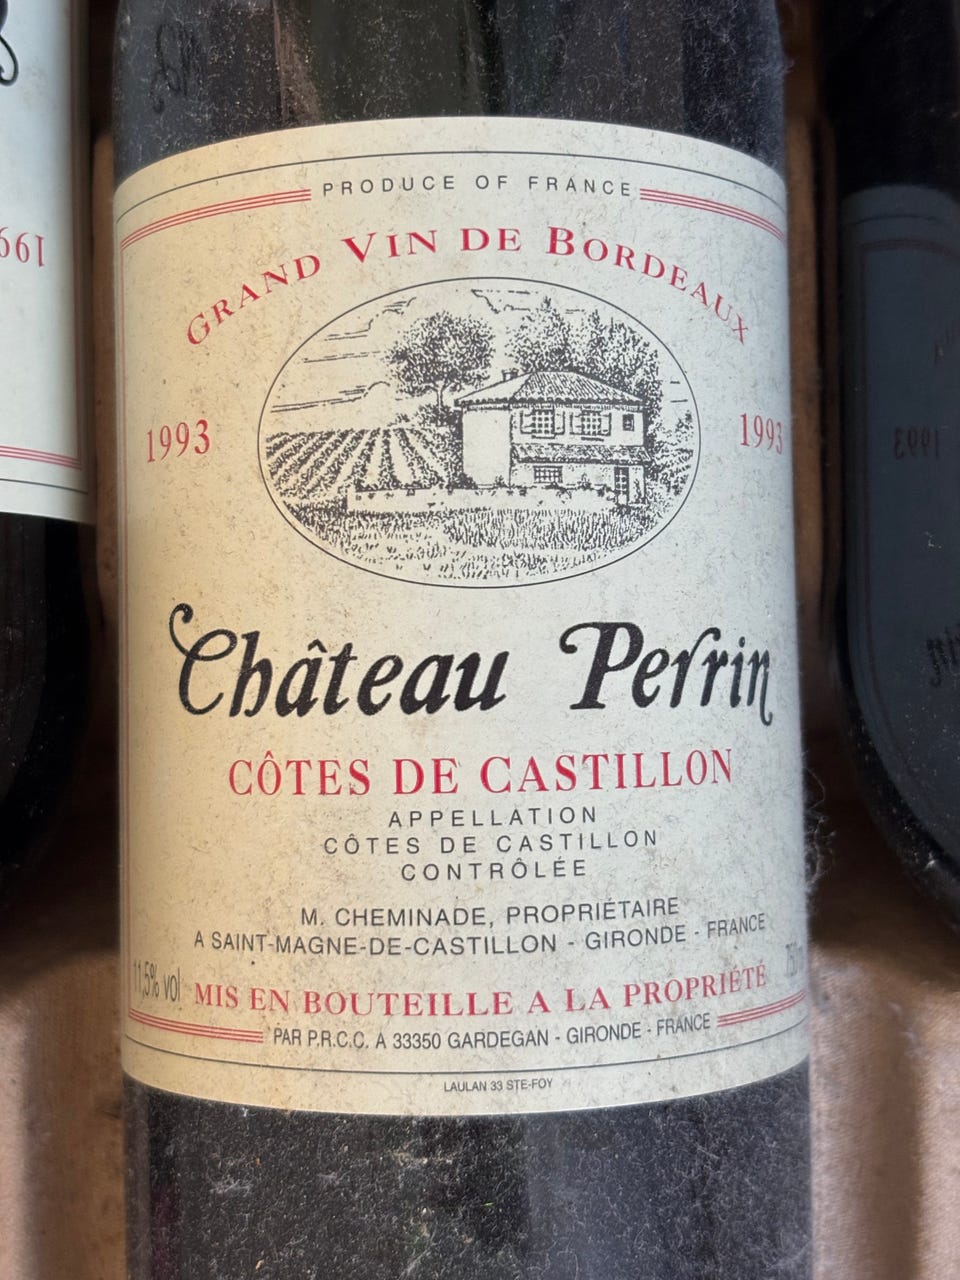 PRODUCE OF FRANCE
GRAND VIN DE BORDEAUX
1993 1993
Château Perrin
CÔTES DE CASTILLON
APPELLATION
CÔTES DE CASTILLON
CONTRÔLÉE
M. CHEMINADE, PROPRIÉTAIRE
A SAINT-MAGNE-DE-CASTILLON - GIRONDE - FRANCE
11,5% vol
MIS EN BOUTEILLE A LA PROPRIÉTÉ
PAR P.R.C.C. A 33350 GARDEGAN - GIRONDE - FRANCE
LAULAN 33 STE-FOY
1993